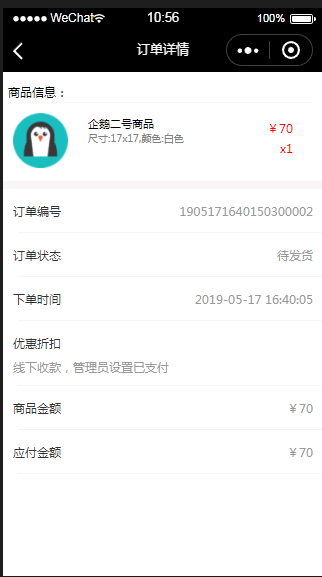 WeChat 10:56 100%
订单详情
商品信息：
企鹅二号商品
¥70
尺寸:17x17,颜色:白色
x1
订单编号 1905171640150300002
订单状态 待发货
下单时间 2019-05-17 16:40:05
优惠折扣
线下收款，管理员设置已支付
商品金额 ¥70
应付金额 ¥70